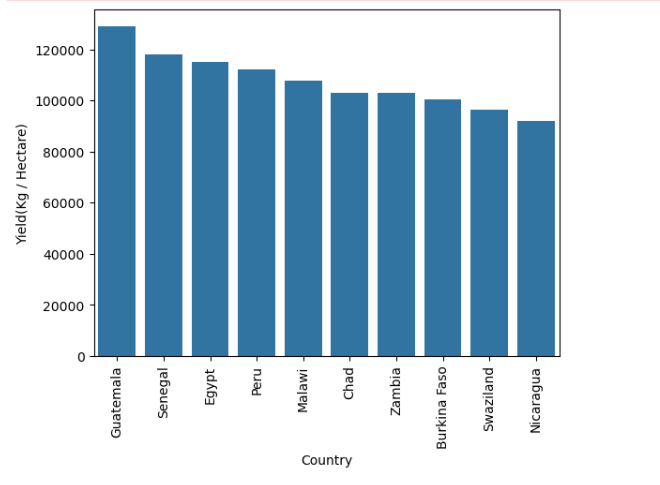 120000
100000
80000
60000
40000
20000
0
Yield(Kg / Hectare)
Guatemala
Senegal
Egypt
Peru
Malawi
Chad
Zambia
Burkina Faso
Swaziland
Nicaragua
Country